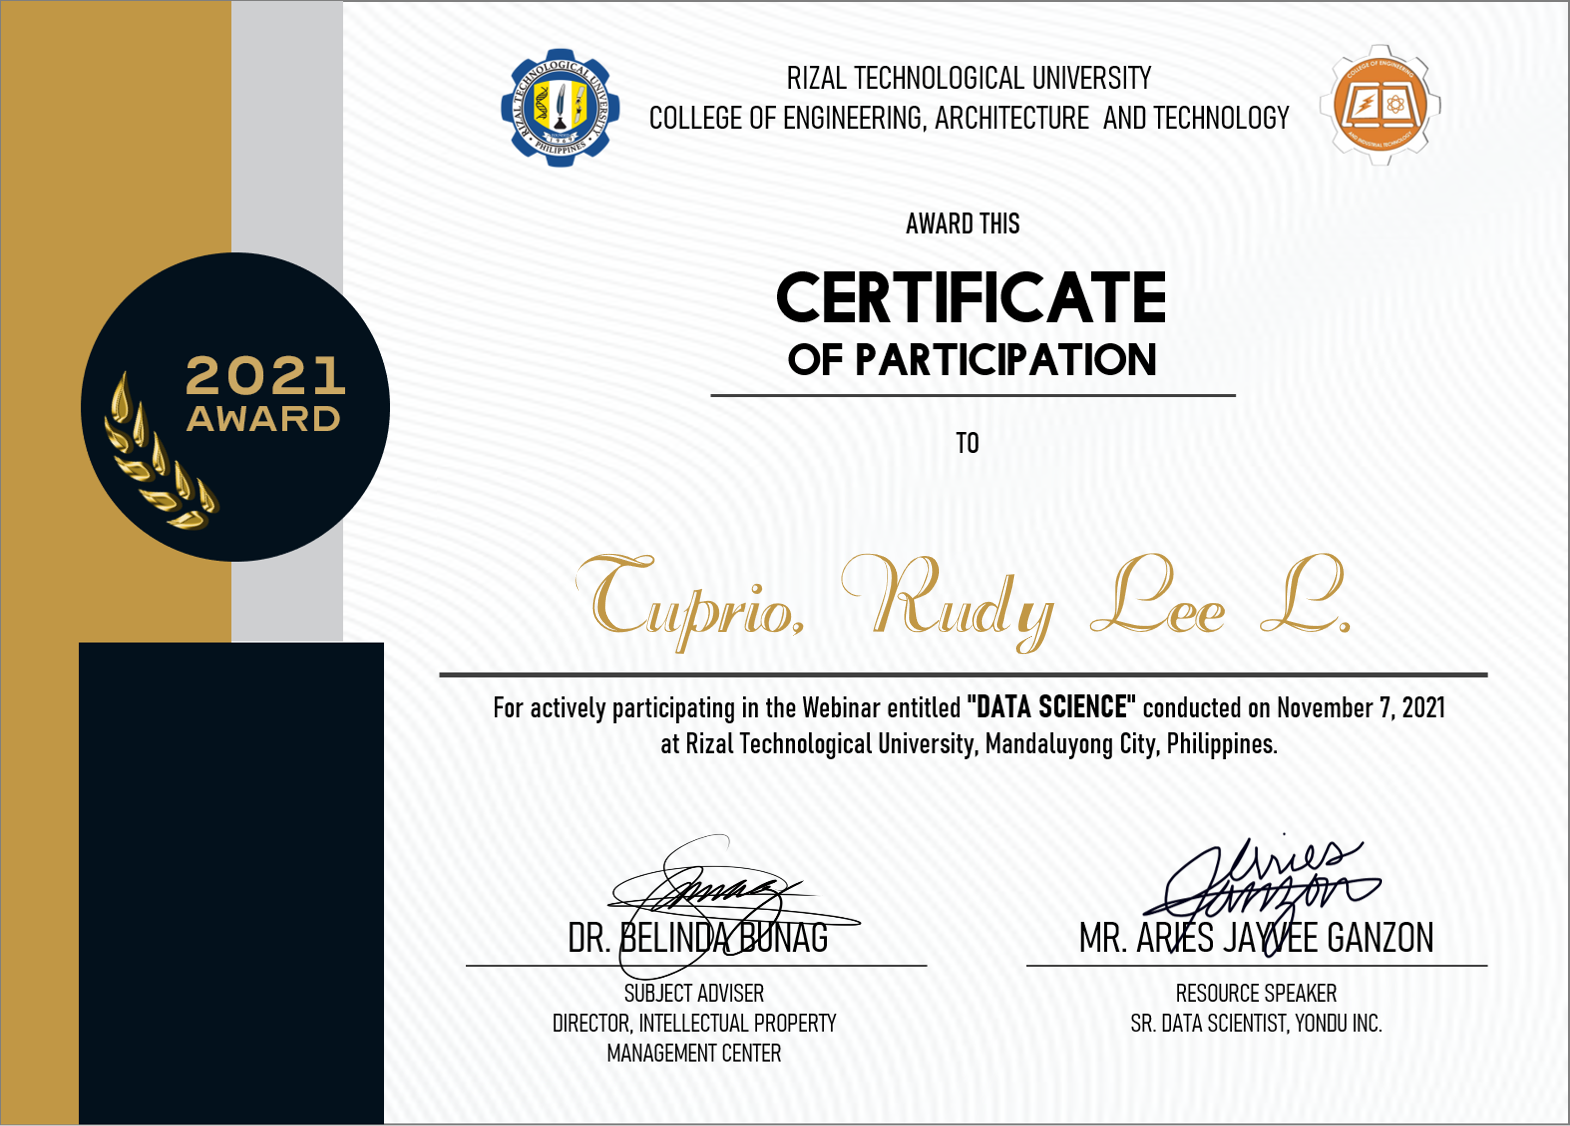 RIZAL TECHNOLOGICAL UNIVERSITY
PHILIPPINES
RIZAL TECHNOLOGICAL UNIVERSITY
COLLEGE OF ENGINEERING, ARCHITECTURE AND TECHNOLOGY
COLLEGE OF ENGINEERING
AND INDUSTRIAL TECHNOLOGY
AWARD THIS
CERTIFICATE
OF PARTICIPATION
TO
2021
AWARD
Tuprio, Rudy Lee L.
For actively participating in the Webinar entitled "DATA SCIENCE" conducted on November 7, 2021
at Rizal Technological University, Mandaluyong City, Philippines.
Aries
Ganzon
DR. BELINDA BUNAG
MR. ARIES JAYVEE GANZON
SUBJECT ADVISER
DIRECTOR, INTELLECTUAL PROPERTY
MANAGEMENT CENTER
RESOURCE SPEAKER
SR. DATA SCIENTIST, YONDU INC.